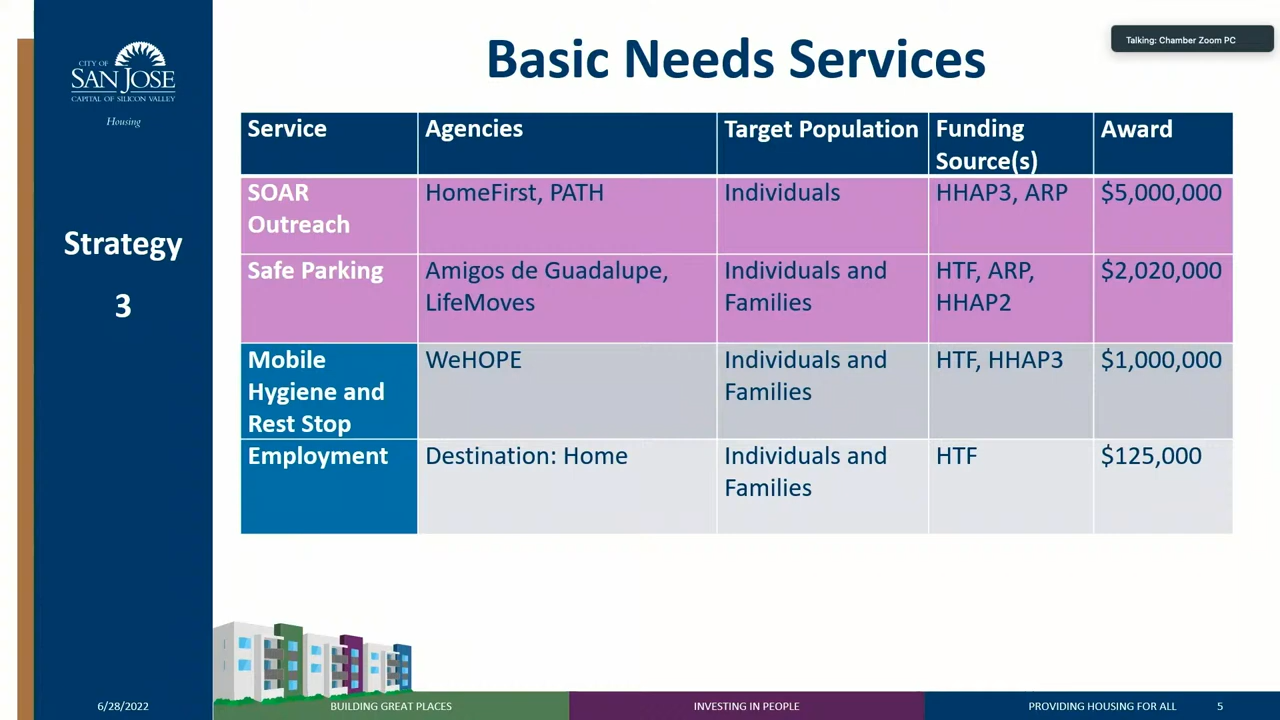 Talking: Chamber Zoom PC
CITY OF
SAN JOSE
CAPITAL OF SILICON VALLEY
Housing
Strategy
3
Basic Needs Services
Service
Agencies
Target Population
Funding
Source(s)
Award
SOAR
Outreach
HomeFirst, PATH
Individuals
HHAP3, ARP
$5,000,000
Safe Parking
Amigos de Guadalupe,
LifeMoves
Individuals and
Families
HTF, ARP,
HHAP2
$2,020,000
Mobile
Hygiene and
Rest Stop
WeHOPE
Individuals and
Families
HTF, HHAP3
$1,000,000
Employment
Destination: Home
Individuals and
Families
HTF
$125,000
6/28/2022
BUILDING GREAT PLACES
INVESTING IN PEOPLE
PROVIDING HOUSING FOR ALL
5